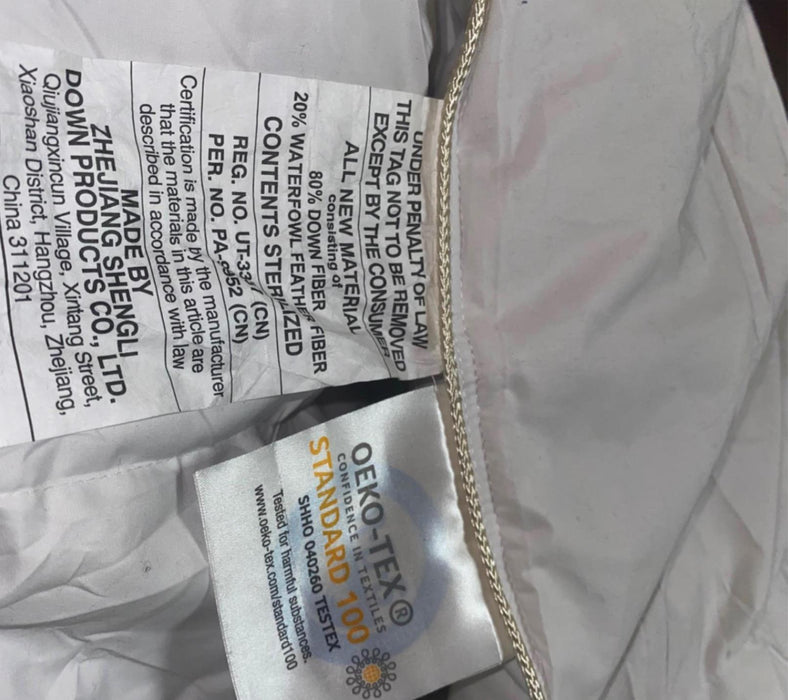 UNDER PENALTY OF LAW
THIS TAG NOT TO BE REMOVED
EXCEPT BY THE CONSUMER
ALL NEW MATERIAL
consisting of
80% DOWN FIBER
20% WATERFOWL FEATHER FIBER
CONTENTS STERILIZED
REG. NO. (CN)
PER. NO. (CN)
Certification is made by the manufacturer
that the materials in this article are
described in accordance with law
MADE BY
ZHEJIANG SHENGLI
DOWN PRODUCTS CO., LTD.
Qiujiangxincun Village, Xintang Street,
Xiaoshan District, Hangzhou, Zhejiang,
China 311201
OEKO-TEX®
CONFIDENCE IN TEXTILES
STANDARD 100
SHHO 040260 TESTEX
Tested for harmful substances.
www.oeko-tex.com/standard100